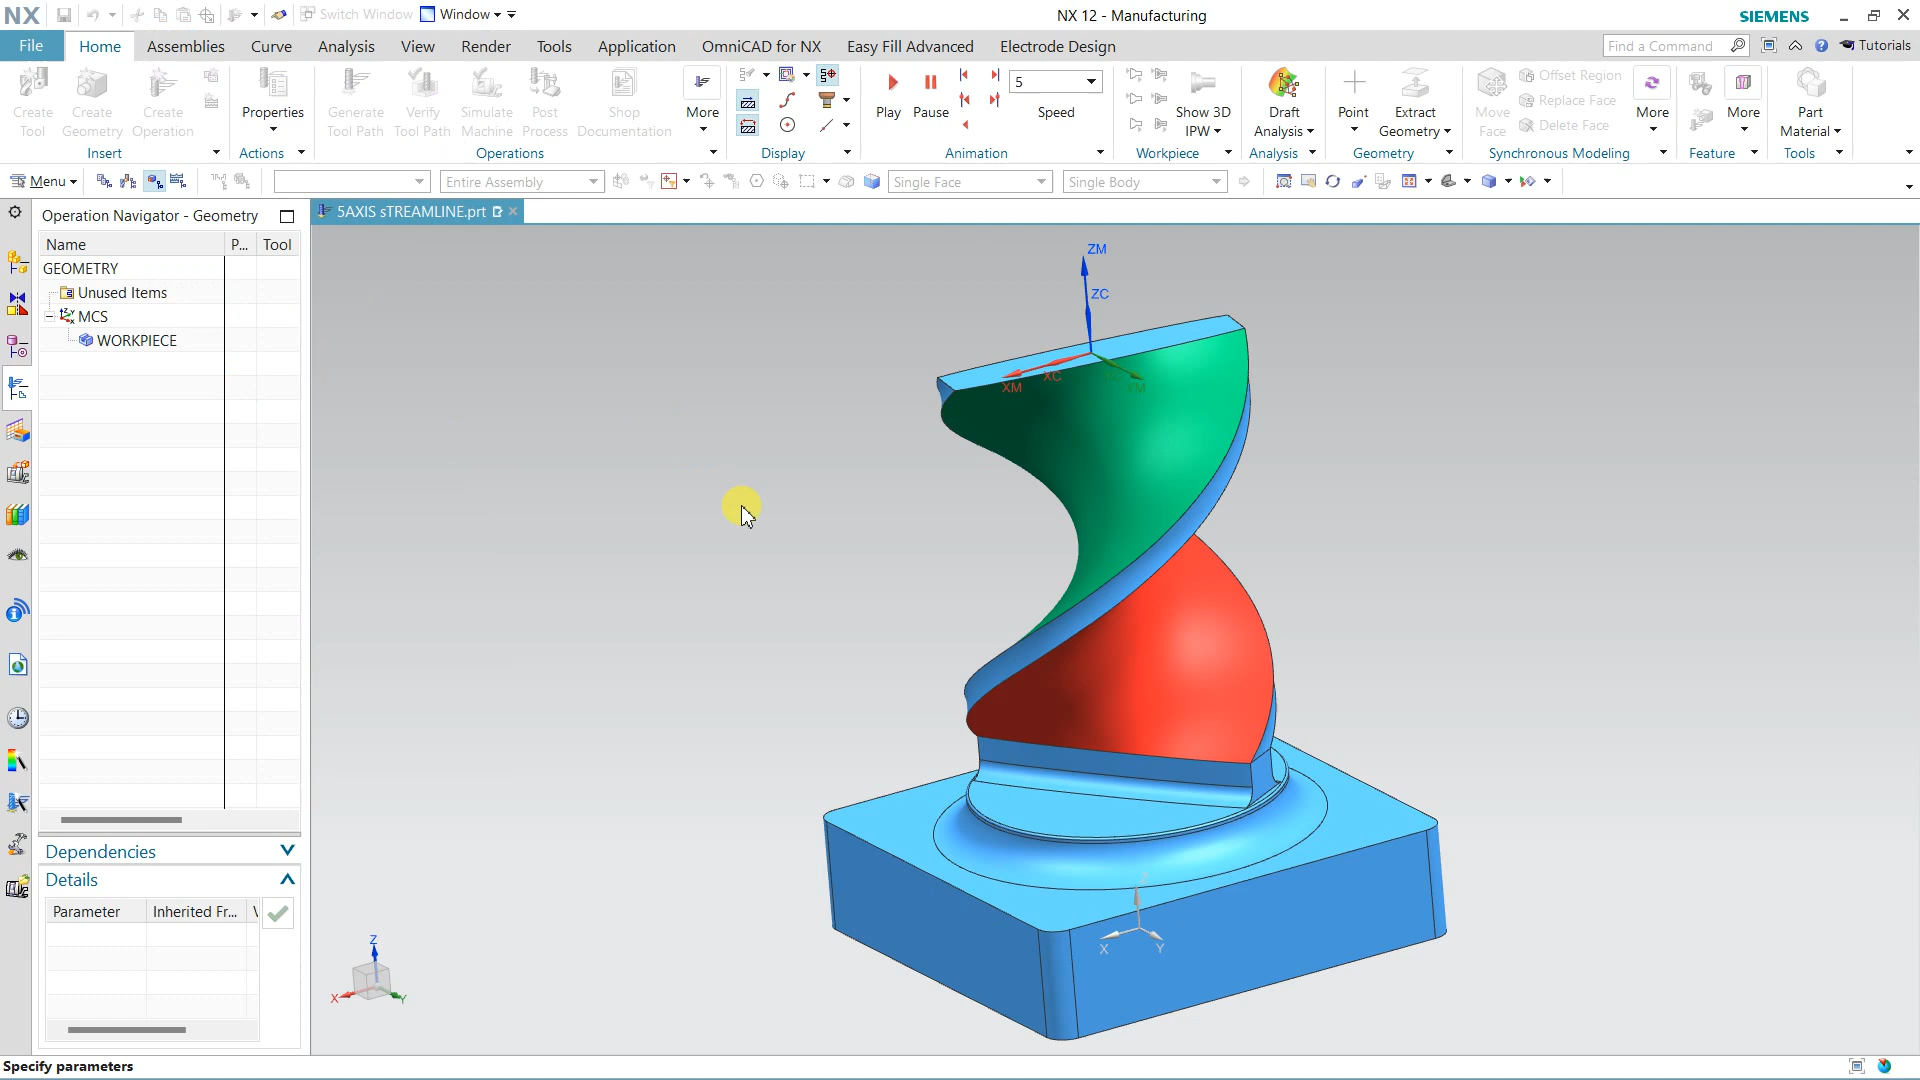 NX
Switch Window
Window
NX 12 - Manufacturing
SIEMENS
File
Home
Assemblies
Curve
Analysis
View
Render
Tools
Application
OmniCAD for NX
Easy Fill Advanced
Electrode Design
Find a Command
Tutorials
Create Tool
Create Geometry
Create Operation
Properties
Generate Tool Path
Verify Tool Path
Simulate Machine
Post Process
Shop Documentation
More
Play
Pause
5
Speed
Show 3D IPW
Draft Analysis
Point
Extract Geometry
Move Face
Offset Region
Replace Face
Delete Face
More
More
Part Material
Insert
Actions
Operations
Display
Animation
Workpiece
Analysis
Geometry
Synchronous Modeling
Feature
Tools
Menu
Entire Assembly
Single Face
Single Body
Operation Navigator - Geometry
5AXIS sTREAMLINE.prt
Name
P...
Tool
GEOMETRY
Unused Items
MCS
WORKPIECE
Dependencies
Details
Parameter
Inherited Fr...
ZM
ZC
XM
XC
YM
X
Y
Z
X
Y
Specify parameters